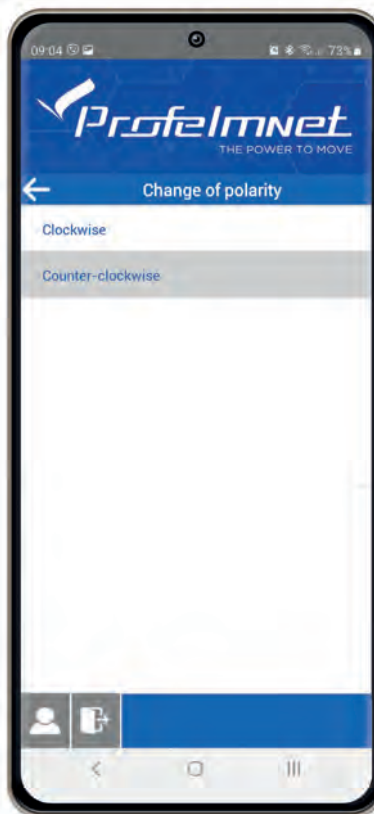 09:04 73%
Profelmnet
THE POWER TO MOVE
Change of polarity
Clockwise
Counter-clockwise